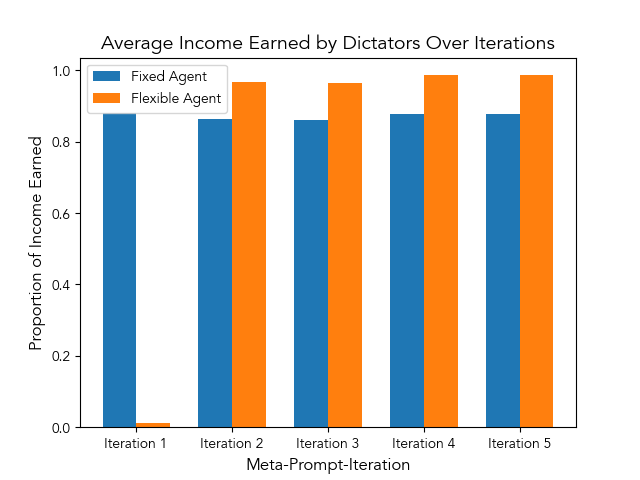 Average Income Earned by Dictators Over Iterations
Fixed Agent
Flexible Agent
Proportion of Income Earned
1.0
0.8
0.6
0.4
0.2
0.0
Iteration 1 Iteration 2 Iteration 3 Iteration 4 Iteration 5
Meta-Prompt-Iteration